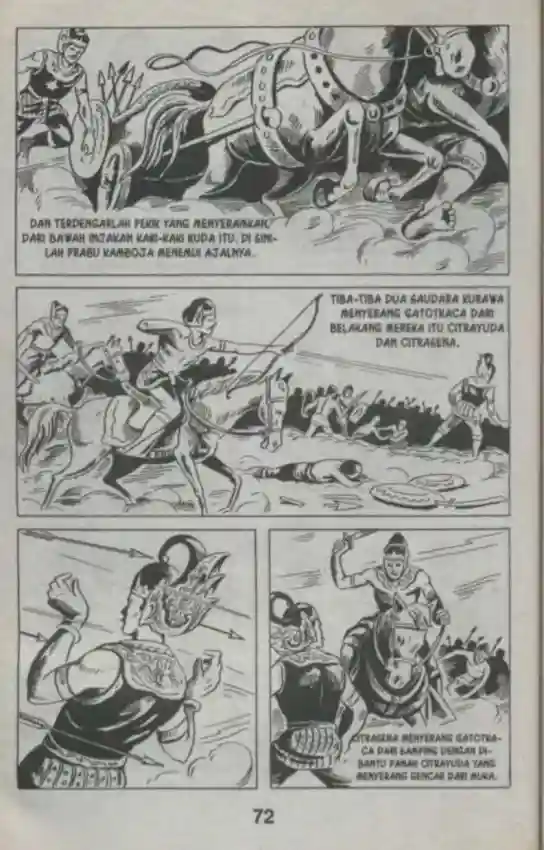 DAN TERDENGARLAH PEKIK YANG MENYERAMKAN
DARI BAWAH INJAKAN KAKI-KAKI KUDA ITU. DI SINI-
LAH PRABU KAMBOJA MENEMUI AJALNYA.
TIBA-TIBA DUA SAUDARA KURAWA
MENYERANG GATOTKACA DARI
BELAKANG MEREKA ITU CITRAYUDA
DAN CITRASENA.
CITRASENA MENYERANG GATOTKA-
CA DARI SAMPING DENGAN DI-
BANTU PANAH CITRAYUDA YANG
MENYERANG GENCAR DARI MUKA.
72